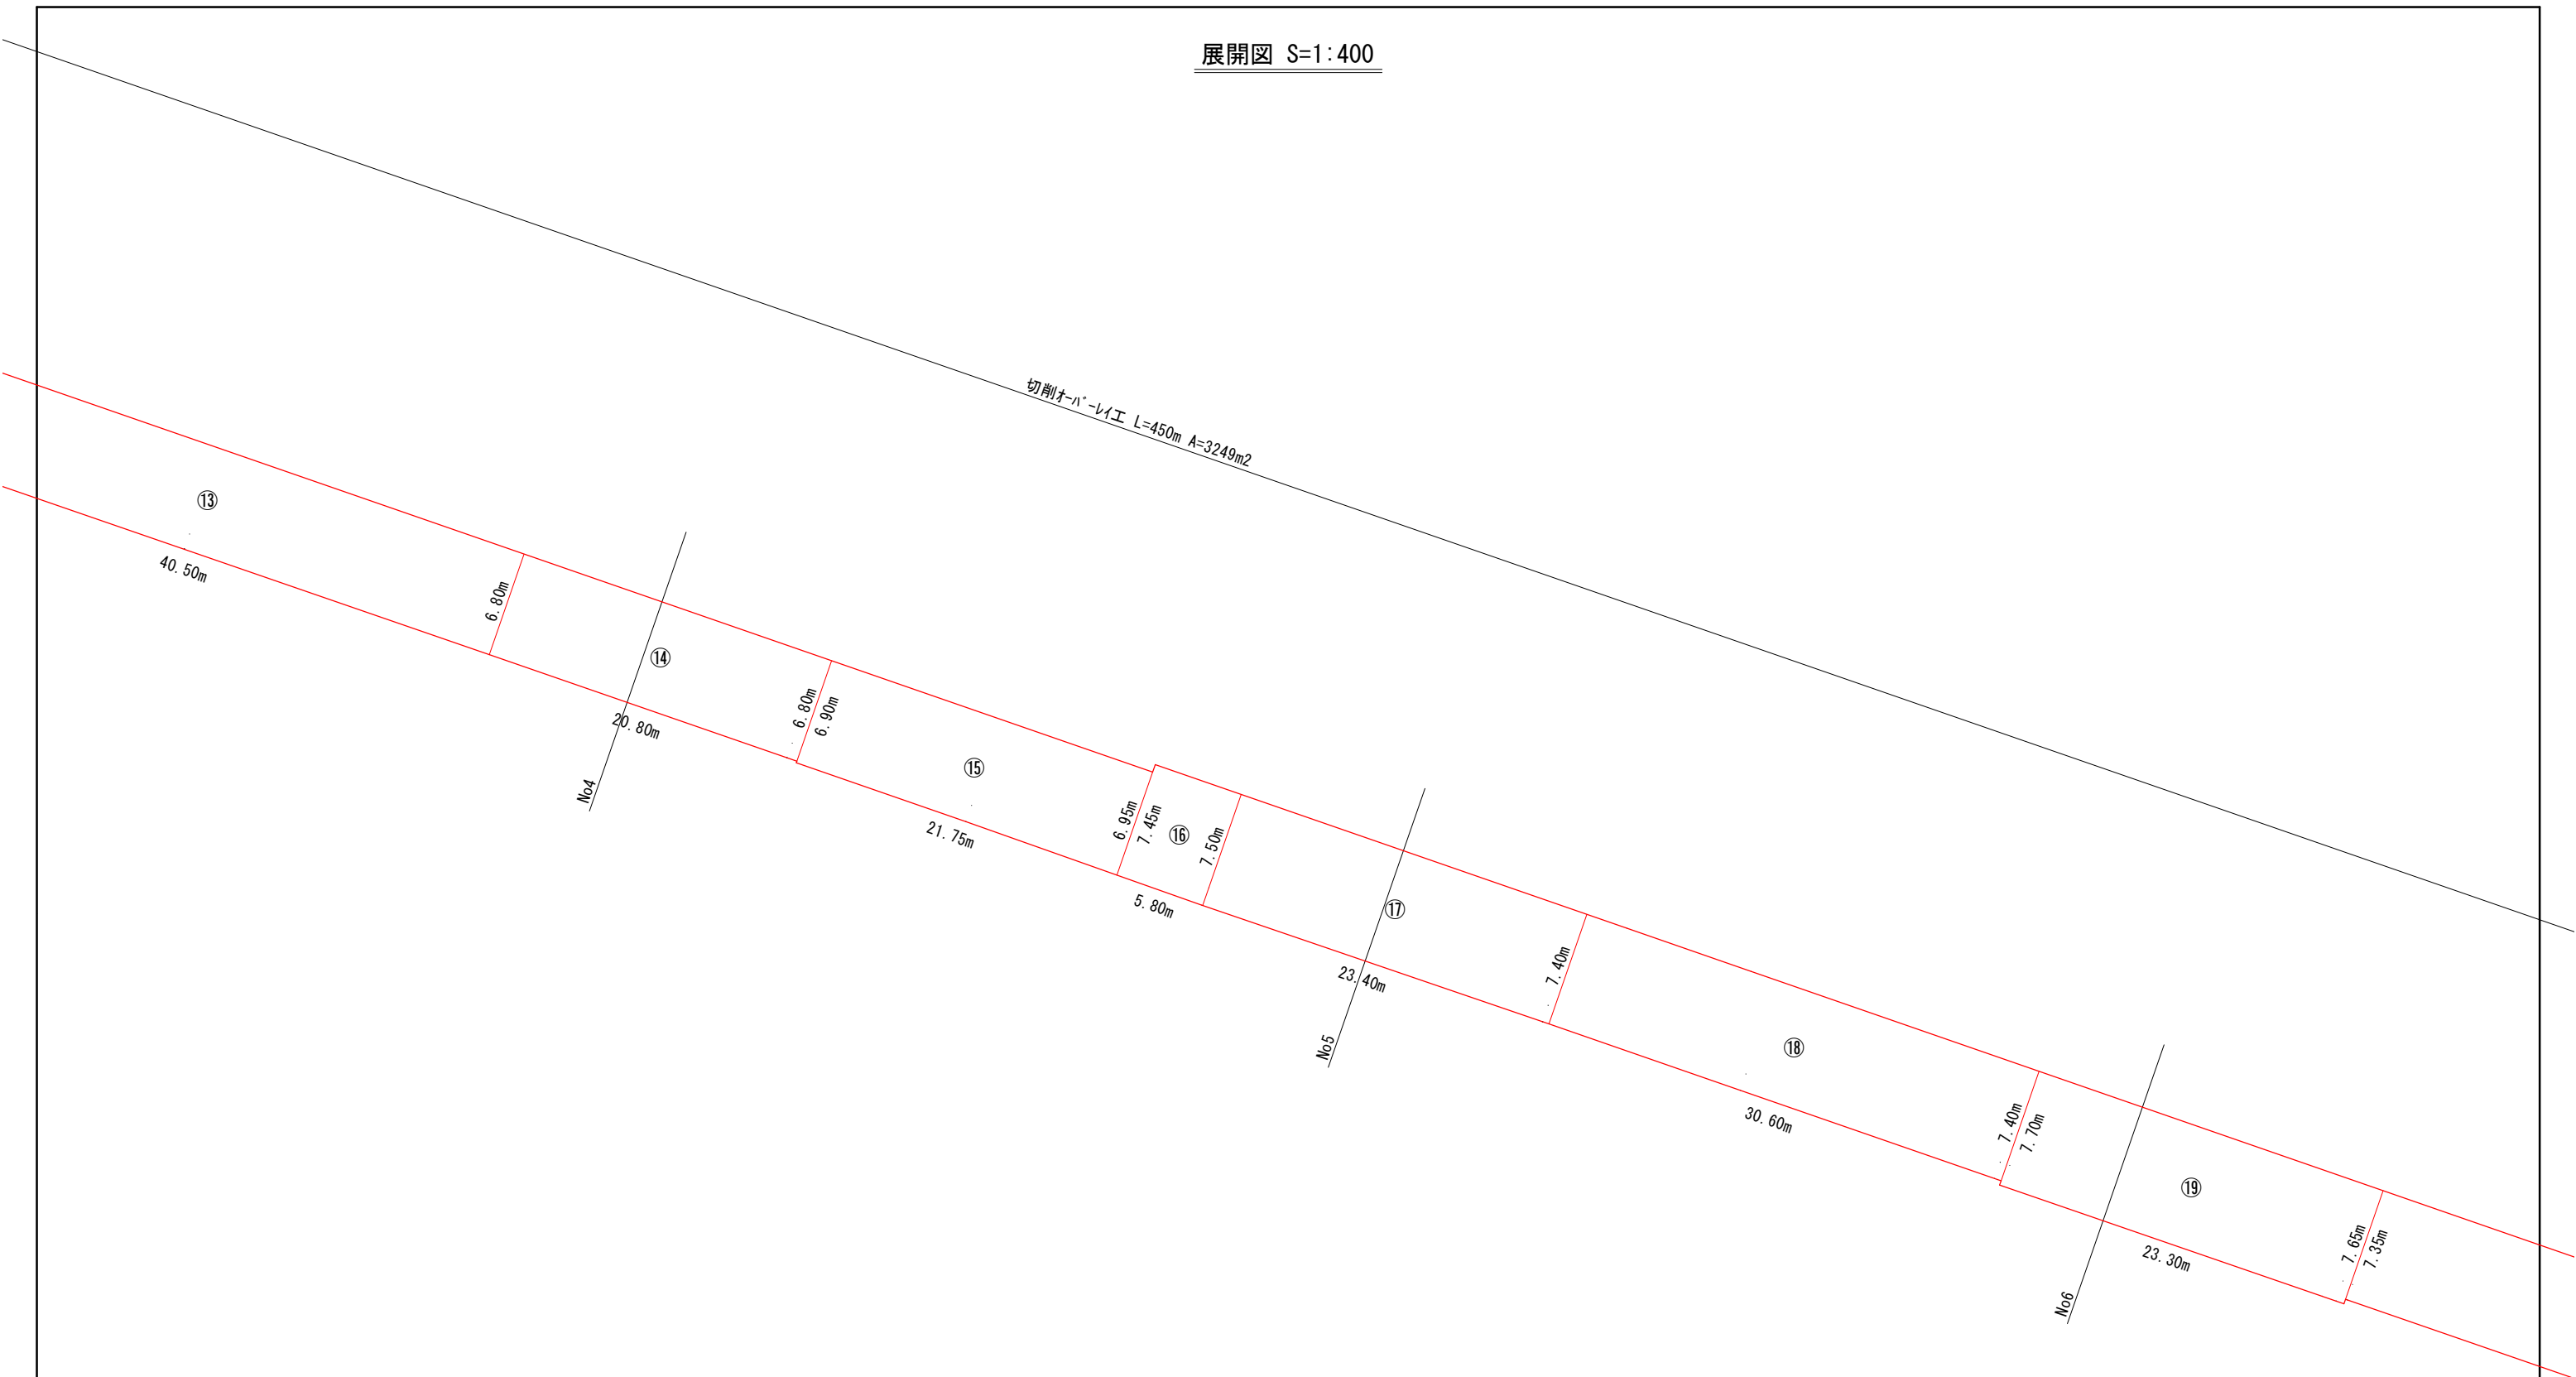 展開図 S=1:400
切削ｵｰﾊﾞｰﾚｲ工 L=450m A=3249m2
⑬
40.50m
6.80m
⑭
20.80m
No4
6.80m
6.90m
⑮
21.75m
6.95m
7.45m
⑯
7.50m
5.80m
⑰
23.40m
No5
7.40m
⑱
30.60m
7.40m
7.70m
⑲
23.30m
No6
7.65m
7.35m